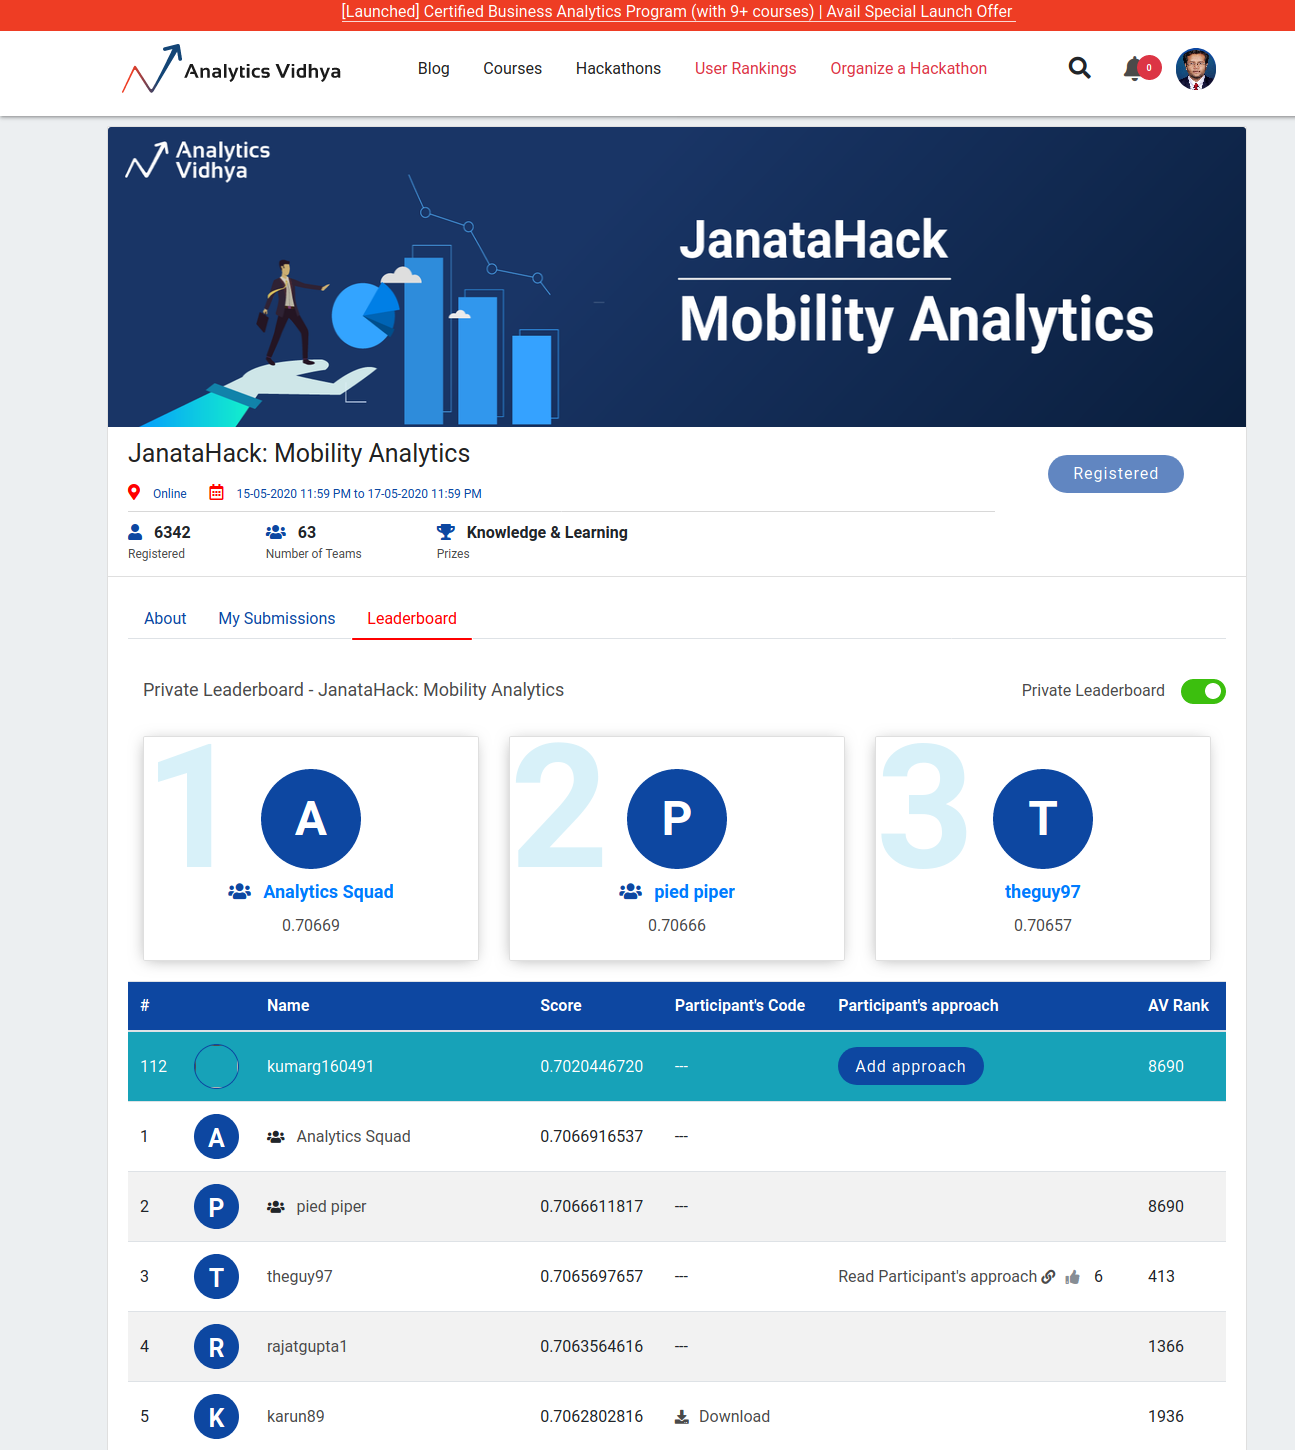 [Launched] Certified Business Analytics Program (with 9+ courses) | Avail Special Launch Offer
Analytics Vidhya
Blog Courses Hackathons User Rankings Organize a Hackathon
0
Analytics
Vidhya
JanataHack
Mobility Analytics
JanataHack: Mobility Analytics
Registered
Online 15-05-2020 11:59 PM to 17-05-2020 11:59 PM
6342 63 Knowledge & Learning
Registered Number of Teams Prizes
About My Submissions Leaderboard
Private Leaderboard - JanataHack: Mobility Analytics Private Leaderboard
1 2 3
A P T
Analytics Squad pied piper theguy97
0.70669 0.70666 0.70657
# Name Score Participant's Code Participant's approach AV Rank
112 kumarg160491 0.7020446720 --- Add approach 8690
1 A Analytics Squad 0.7066916537 ---
2 P pied piper 0.7066611817 --- 8690
3 T theguy97 0.7065697657 --- Read Participant's approach 6 413
4 R rajatgupta1 0.7063564616 --- 1366
5 K karun89 0.7062802816 Download 1936